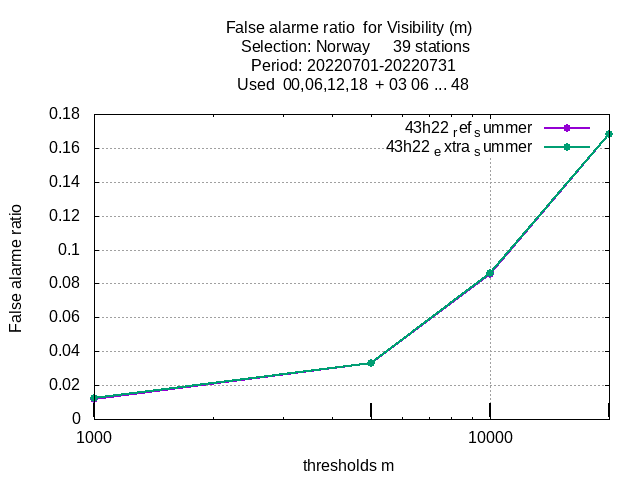 False alarme ratio for Visibility (m)
Selection: Norway 39 stations
Period: 20220701-20220731
Used 00,06,12,18 + 03 06 ... 48
43h22 ref summer
43h22 extra summer
False alarme ratio
0.18
0.16
0.14
0.12
0.1
0.08
0.06
0.04
0.02
0
1000
10000
thresholds m